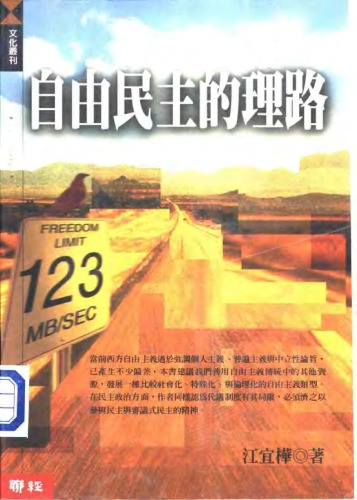 文化叢刊
自由民主的理路
FREEDOM
LIMIT
123
MB/SEC
當前西方自由主義過於強調個人主義、普遍主義與中立性論旨，
已產生不少偏差，本書建議我們善用自由主義傳統中的其他資
源，發展一種比較社會化、特殊化、與倫理化的自由主義類型。
在民主政治方面，作者同樣認為代議制度有其局限，必須濟之以
參與民主與審議式民主的精神。
江宜樺◎著
聯經